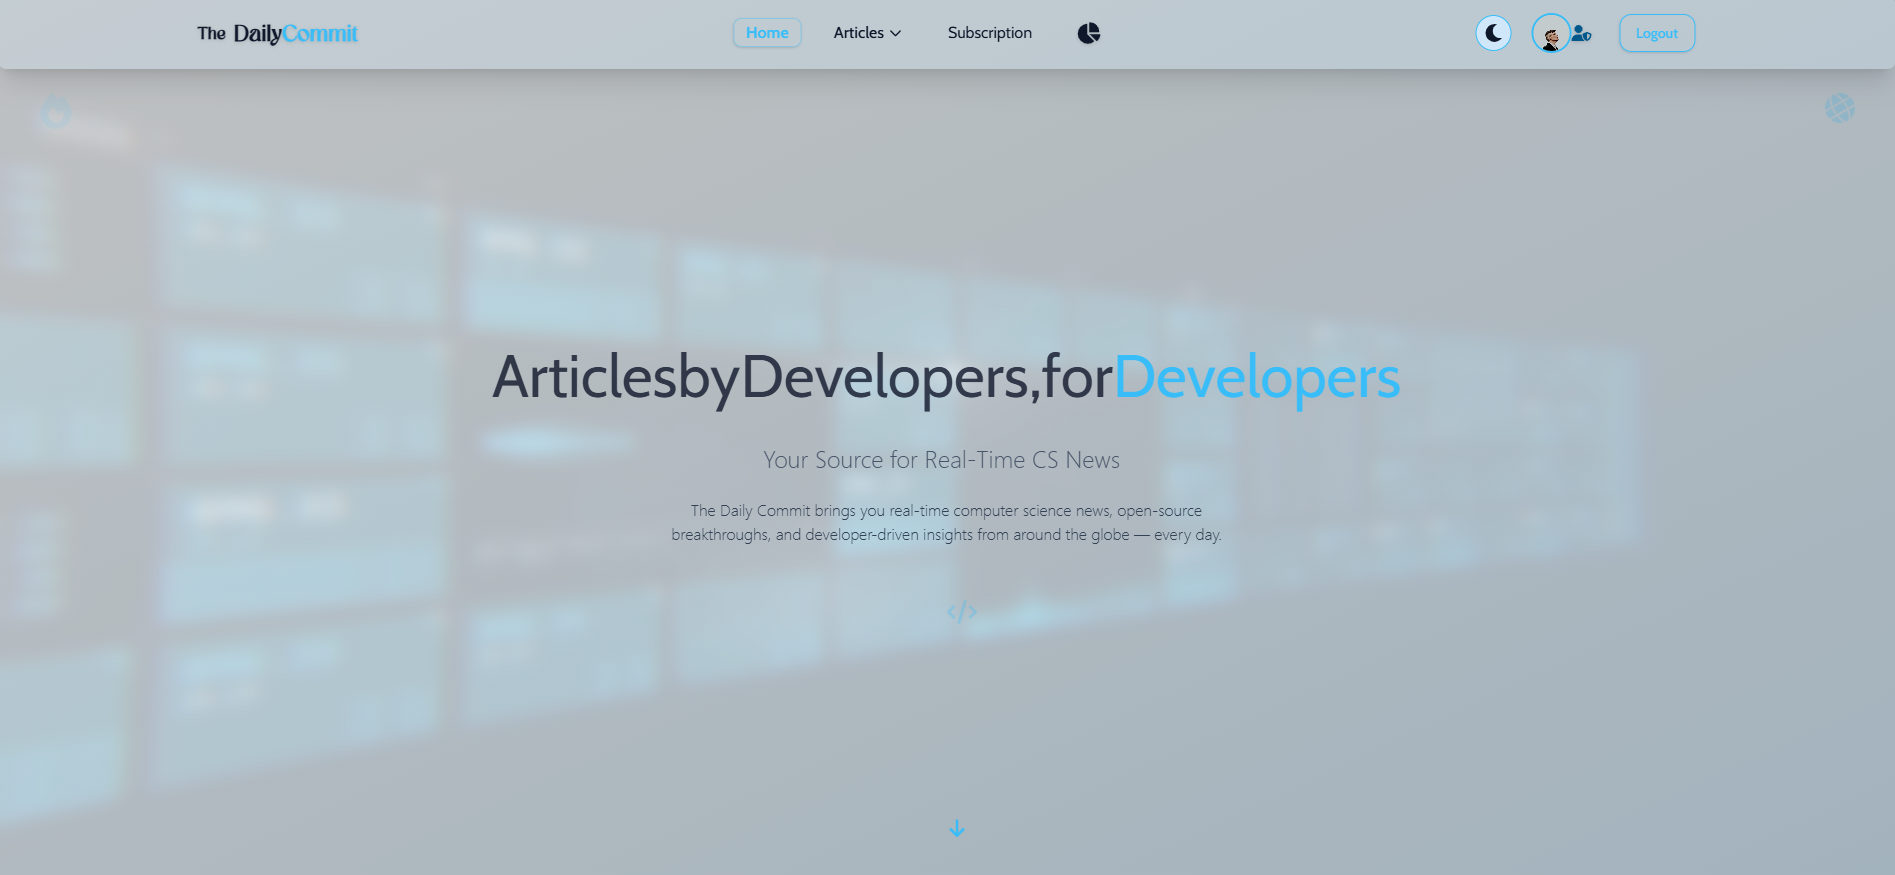 The DailyCommit
Home
Articles
Subscription
Logout
ArticlesbyDevelopers,forDevelopers
Your Source for Real-Time CS News
The Daily Commit brings you real-time computer science news, open-source
breakthroughs, and developer-driven insights from around the globe — every day.